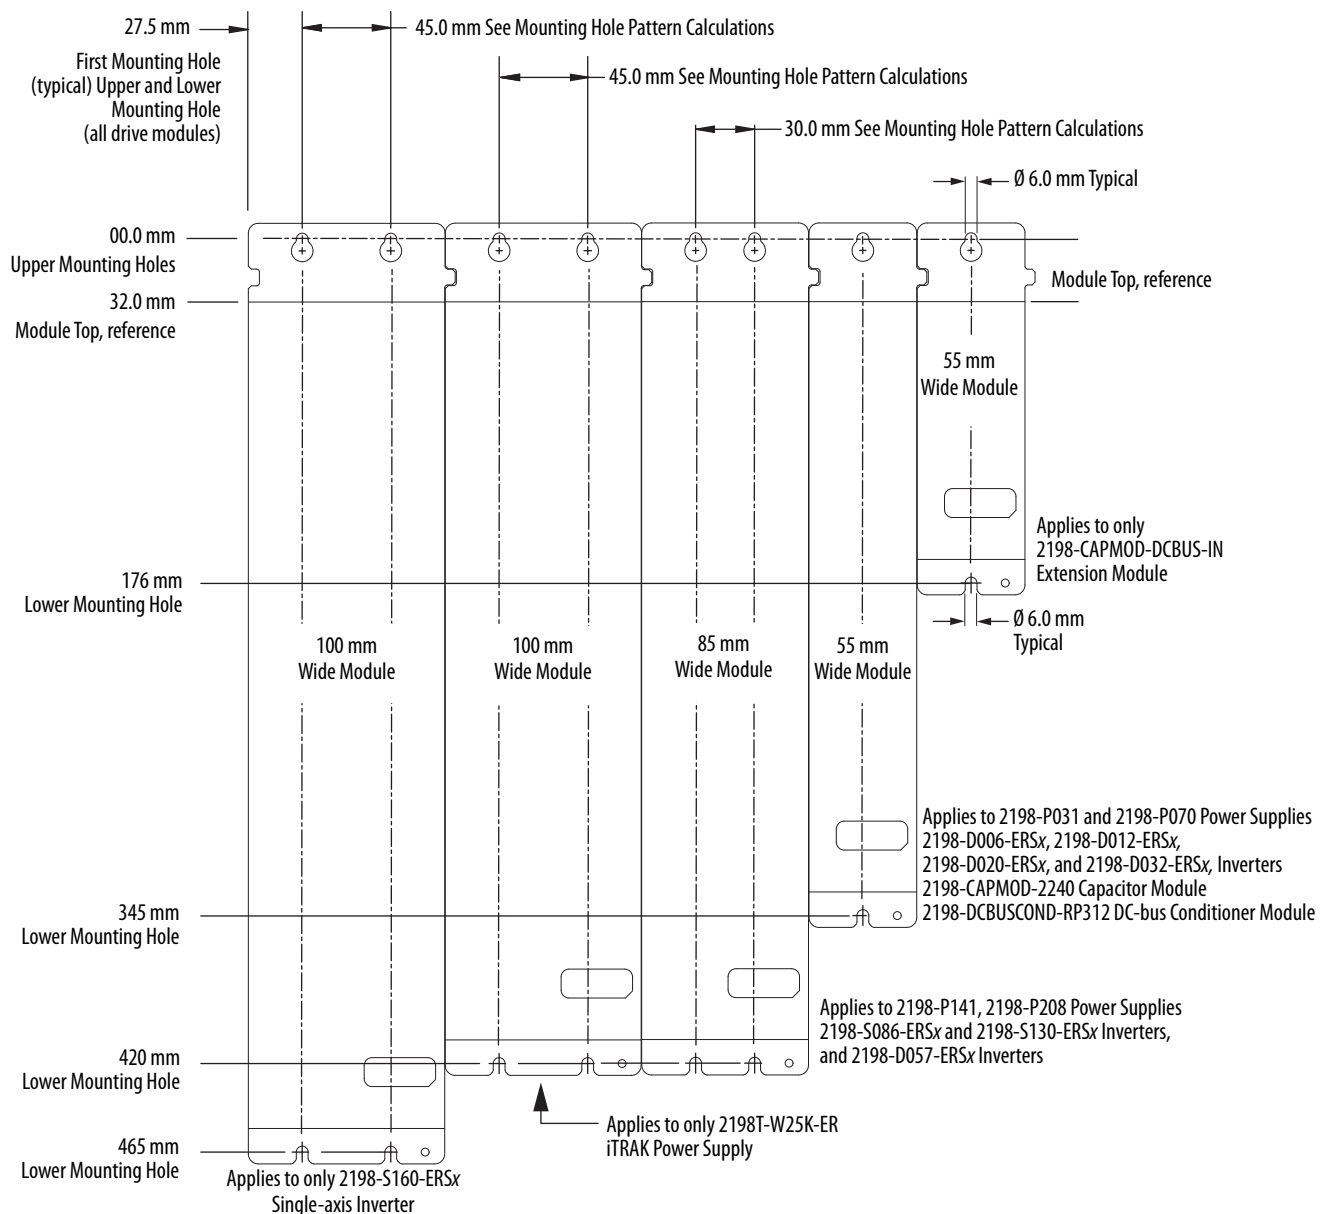 27.5 mm
45.0 mm See Mounting Hole Pattern Calculations
First Mounting Hole
(typical) Upper and Lower
Mounting Hole
(all drive modules)
45.0 mm See Mounting Hole Pattern Calculations
30.0 mm See Mounting Hole Pattern Calculations
Ø 6.0 mm Typical
00.0 mm
Upper Mounting Holes
Module Top, reference
32.0 mm
Module Top, reference
55 mm
Wide Module
Applies to only
2198-CAPMOD-DCBUS-IN
Extension Module
176 mm
Lower Mounting Hole
Ø 6.0 mm
Typical
100 mm
Wide Module
100 mm
Wide Module
85 mm
Wide Module
55 mm
Wide Module
Applies to 2198-P031 and 2198-P070 Power Supplies
2198-D006-ERSx, 2198-D012-ERSx,
2198-D020-ERSx, and 2198-D032-ERSx, Inverters
2198-CAPMOD-2240 Capacitor Module
2198-DCBUSCOND-RP312 DC-bus Conditioner Module
345 mm
Lower Mounting Hole
Applies to 2198-P141, 2198-P208 Power Supplies
2198-S086-ERSx and 2198-S130-ERSx Inverters,
and 2198-D057-ERSx Inverters
420 mm
Lower Mounting Hole
Applies to only 2198T-W25K-ER
iTRAK Power Supply
465 mm
Lower Mounting Hole
Applies to only 2198-S160-ERSx
Single-axis Inverter